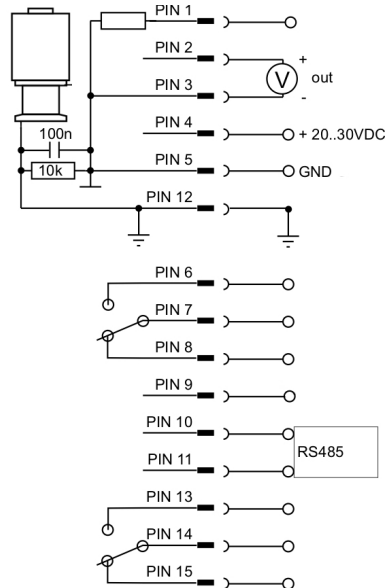 PIN 1
PIN 2
+
PIN 3
V
out
-
PIN 4
+ 20..30VDC
100n
PIN 5
10k
GND
PIN 12
PIN 6
PIN 7
PIN 8
PIN 9
PIN 10
RS485
PIN 11
PIN 13
PIN 14
PIN 15